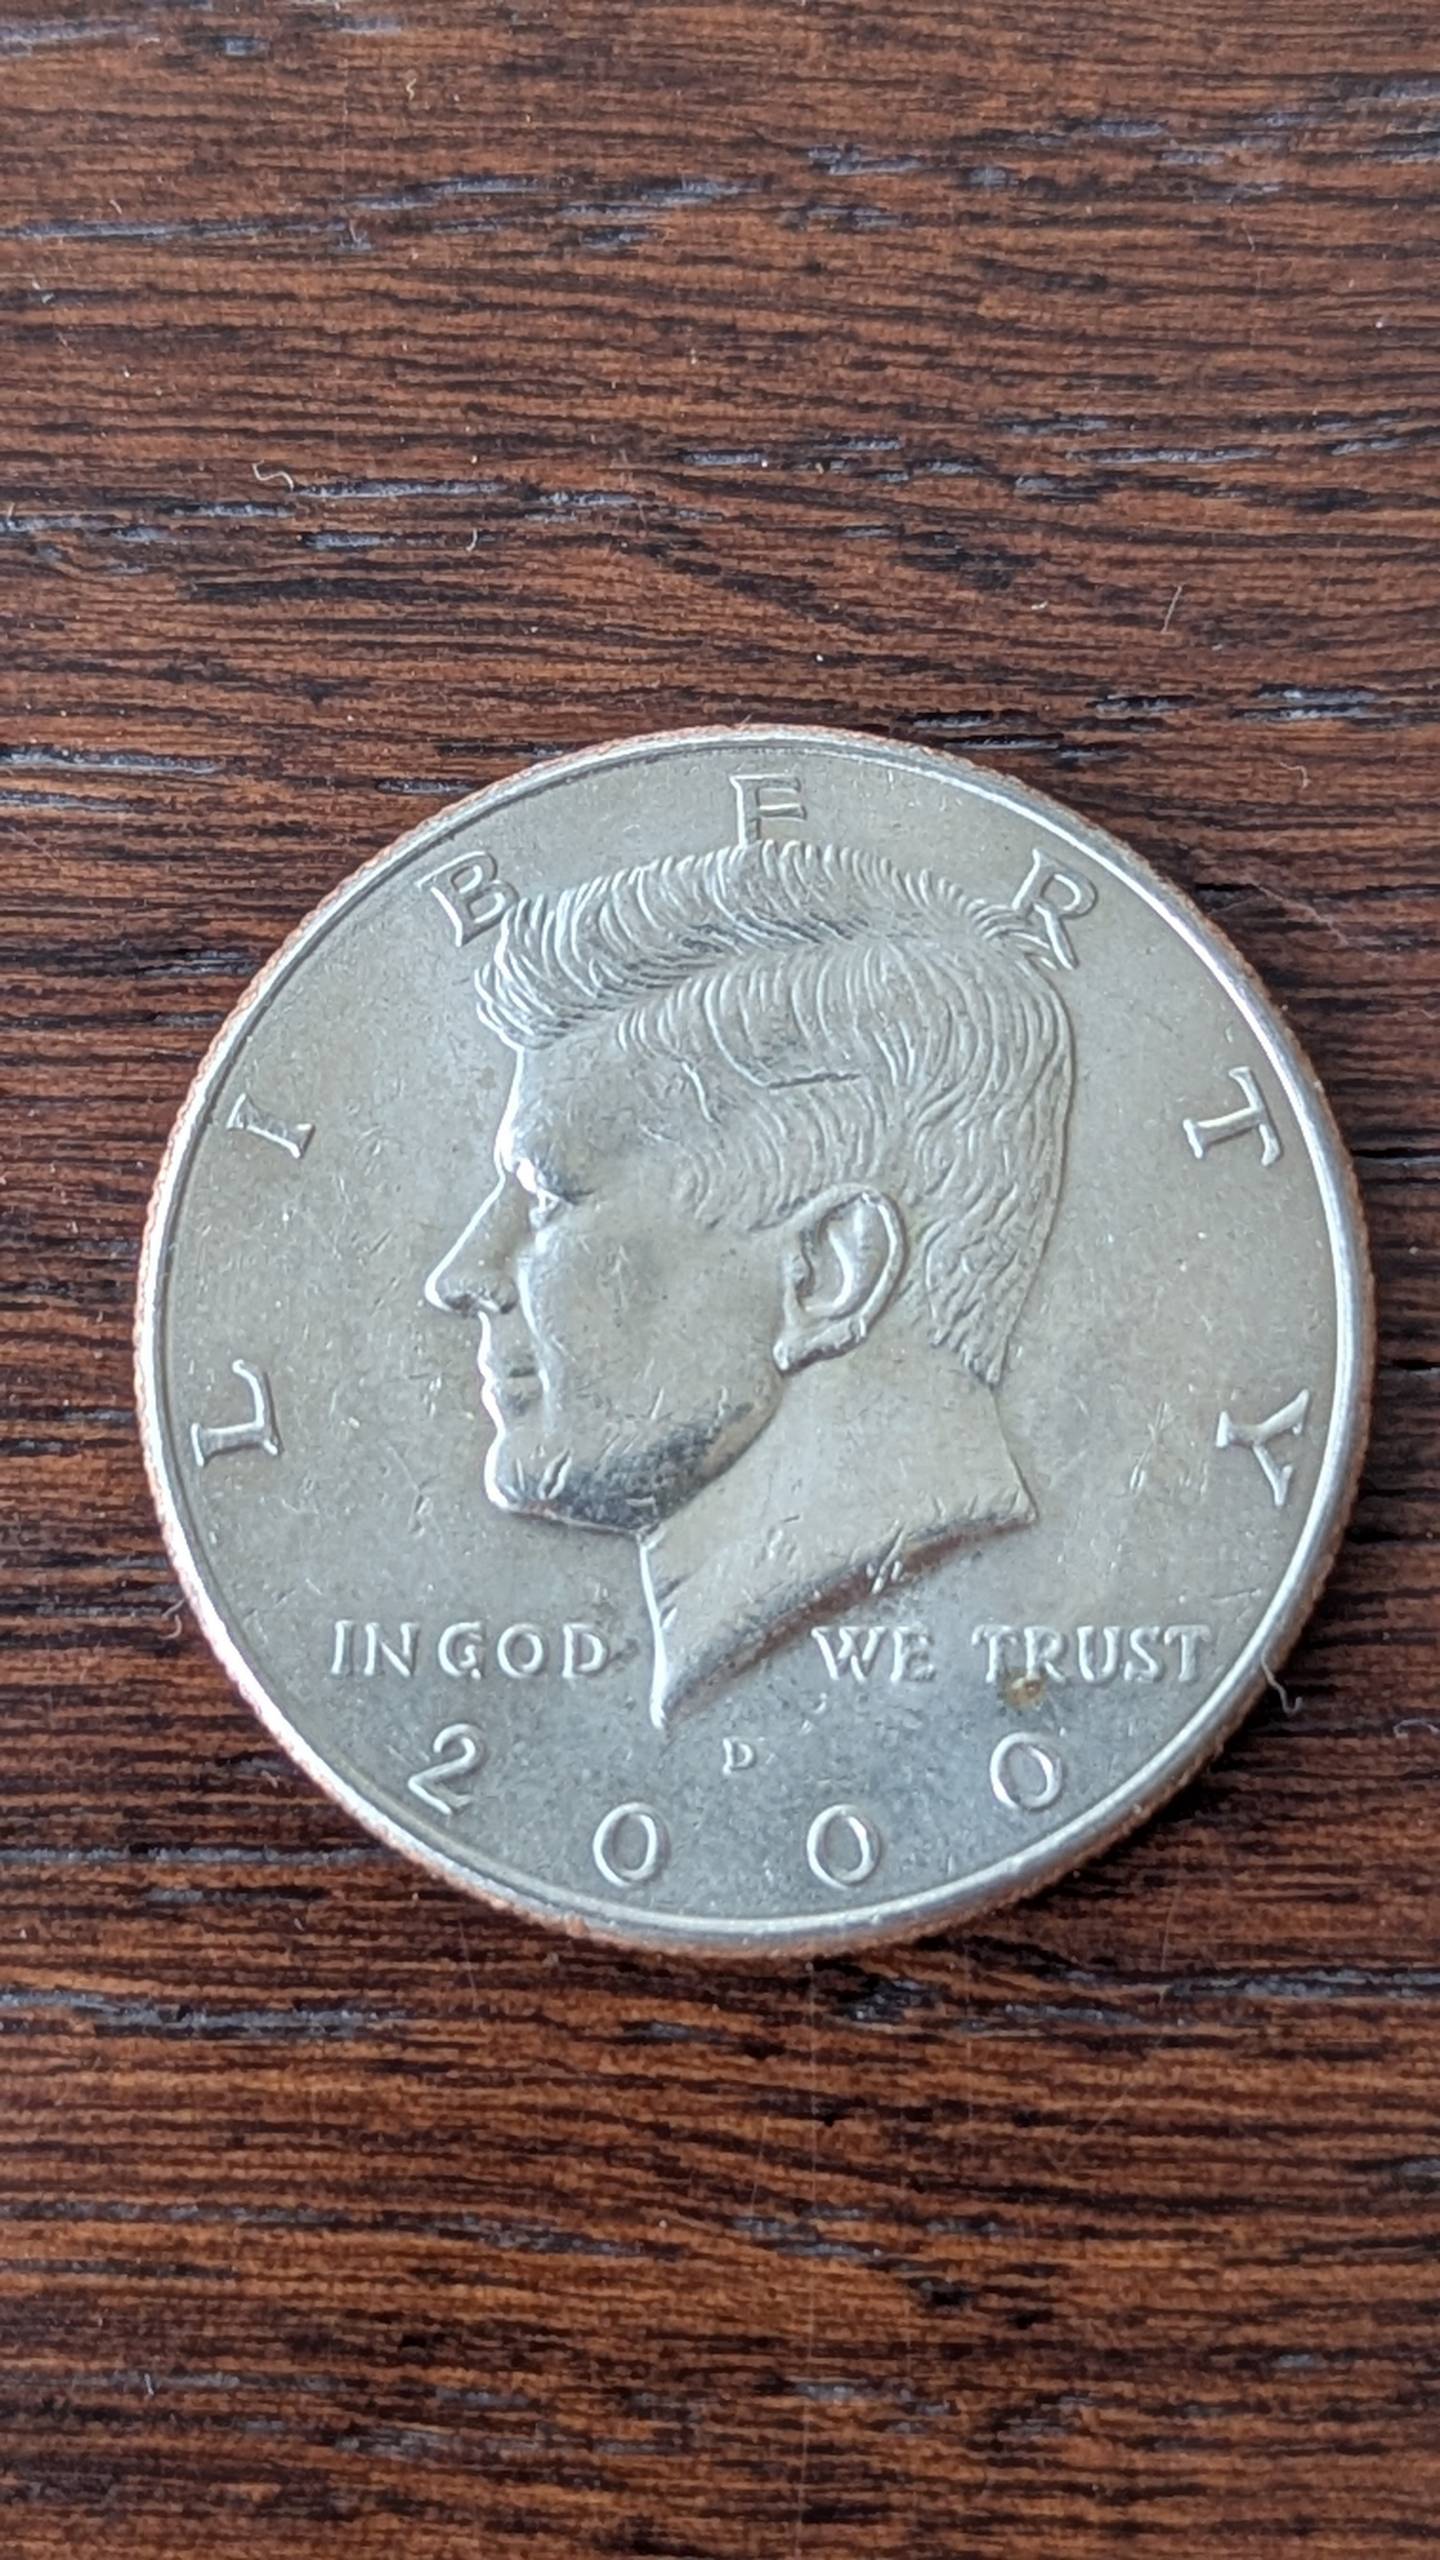 LIBERTY
IN GOD WE TRUST
D
2000